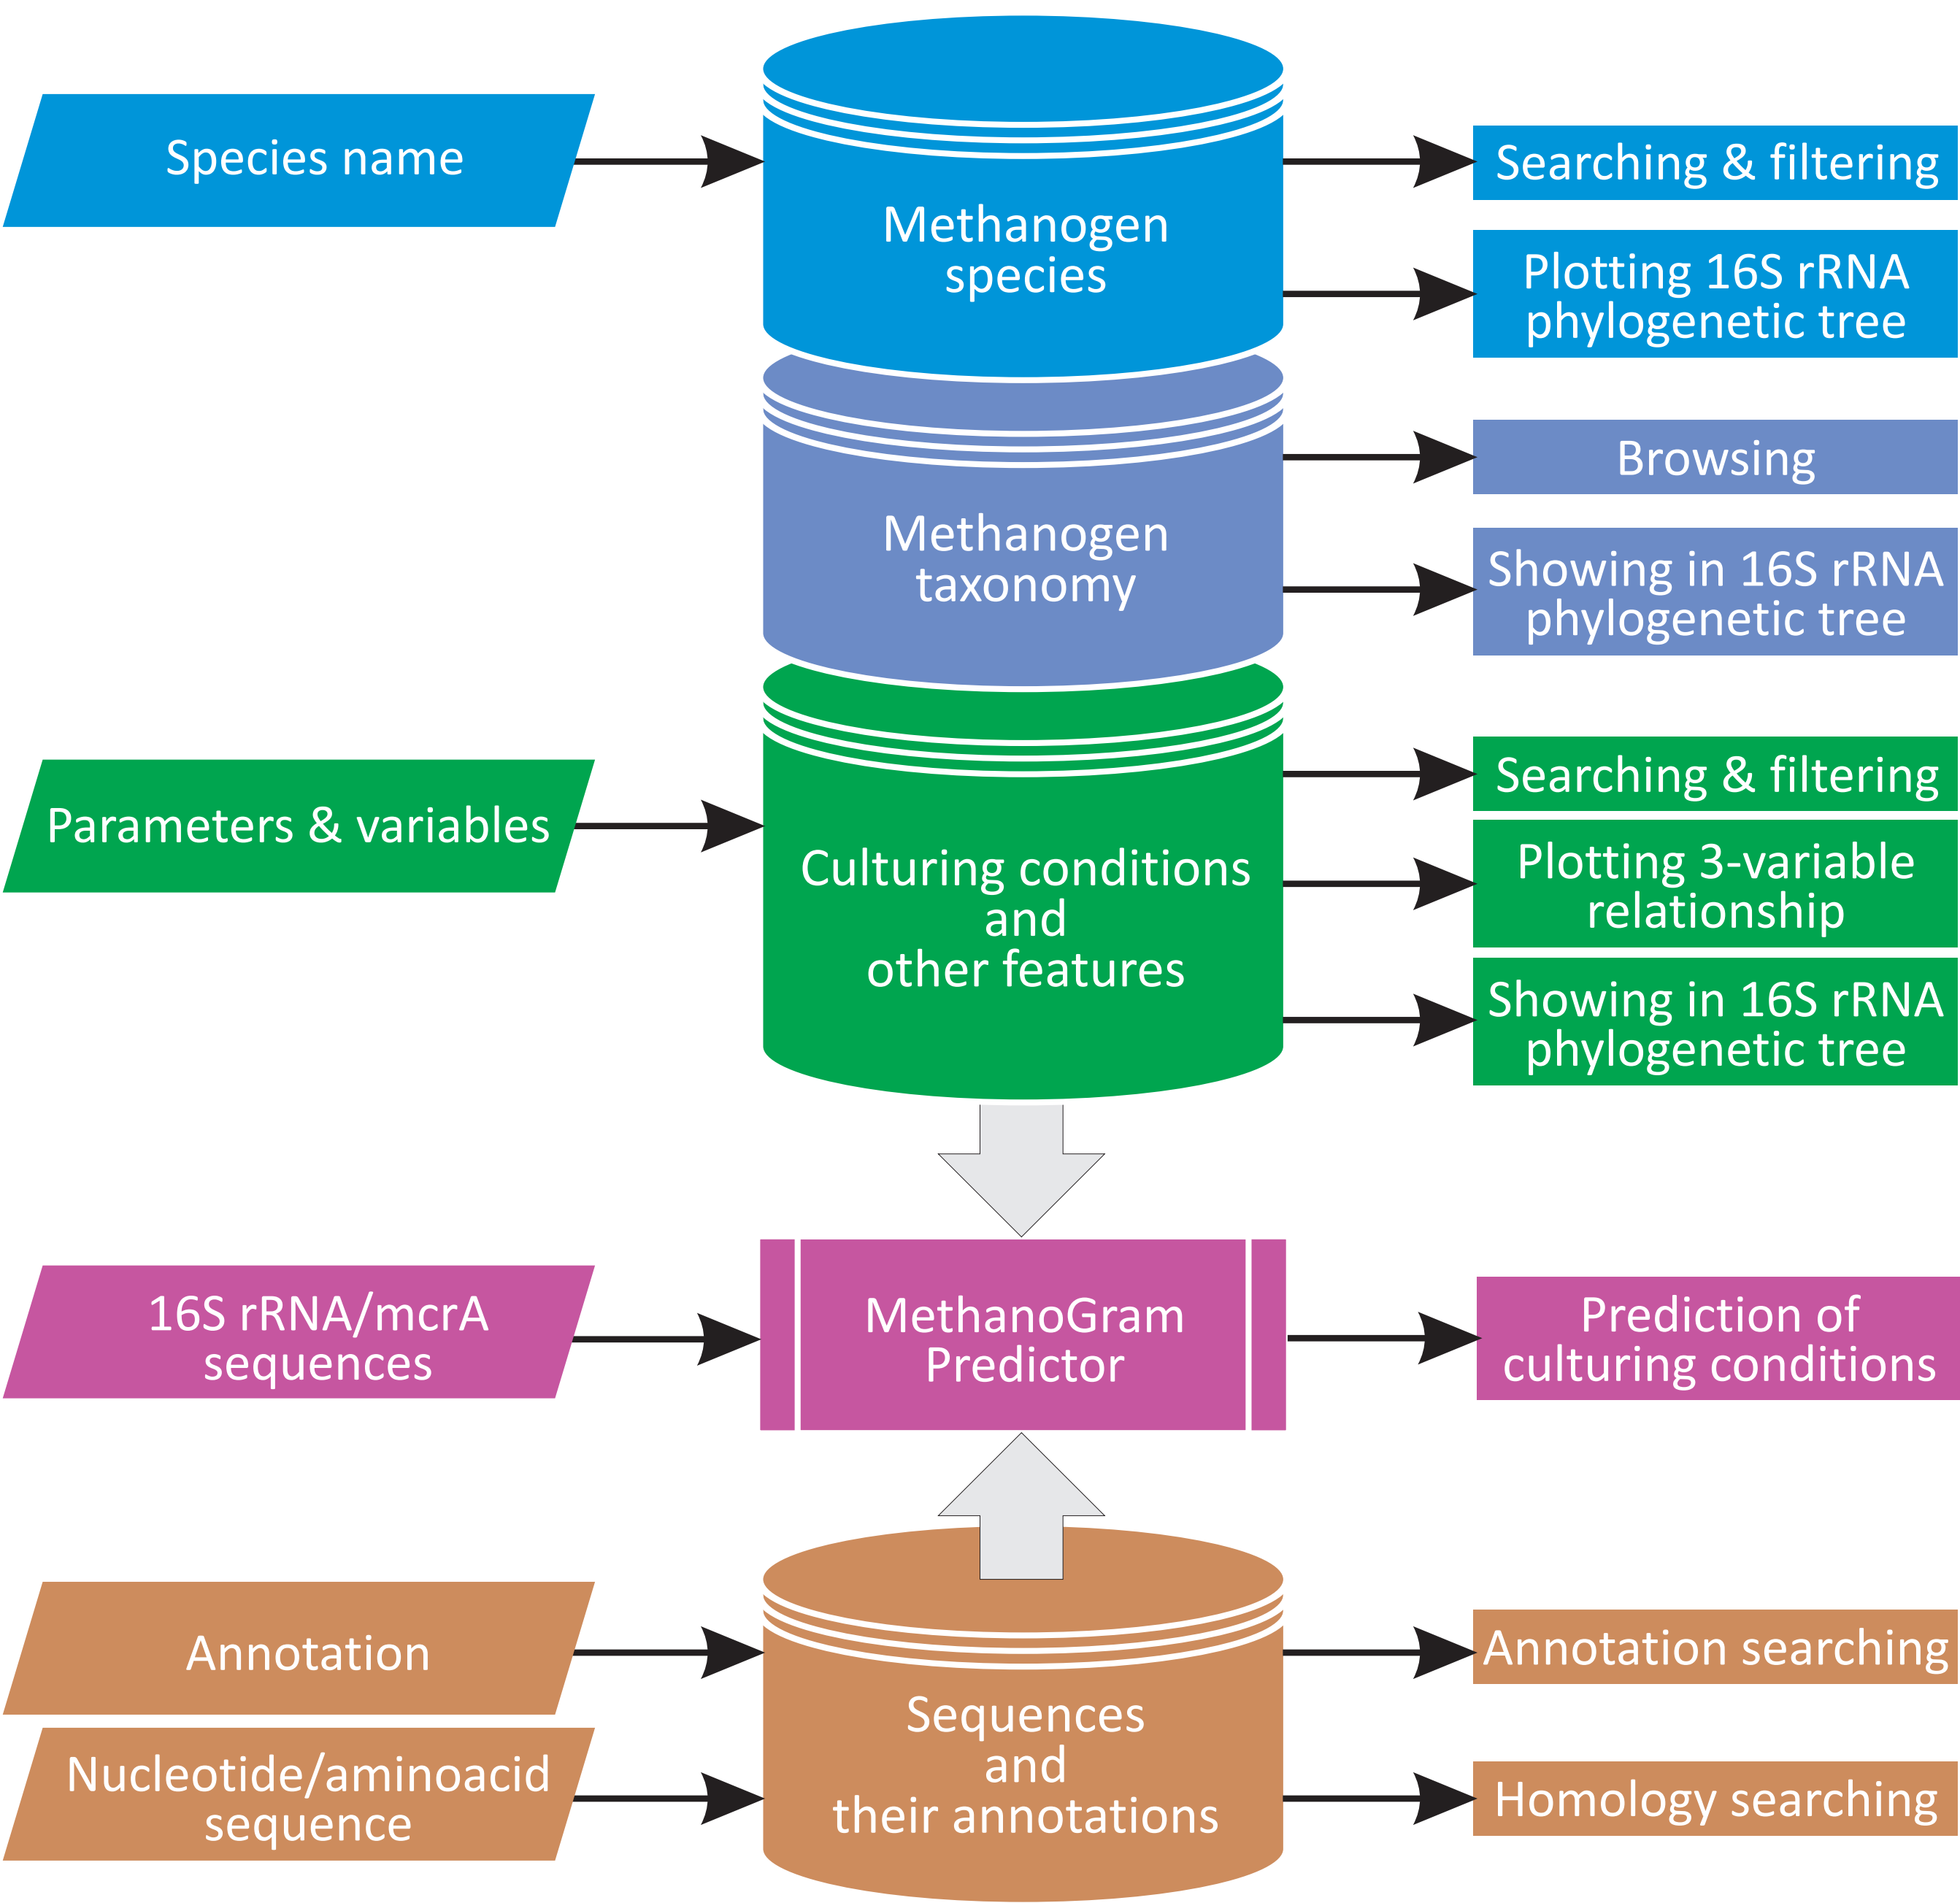 Species name
Methanogen
species
Searching & filtering
Plotting 16S rRNA
phylogenetic tree
Methanogen
taxonomy
Browsing
Showing in 16S rRNA
phylogenetic tree
Parameters & variables
Culturing conditions
and
other features
Searching & filtering
Plotting 3-variable
relationship
Showing in 16S rRNA
phylogenetic tree
16S rRNA/mcrA
sequences
MethanoGram
Predictor
Prediction of
culturing conditions
Annotation
Nucleotide/aminoacid
sequence
Sequences
and
their annotations
Annotation searching
Homology searching